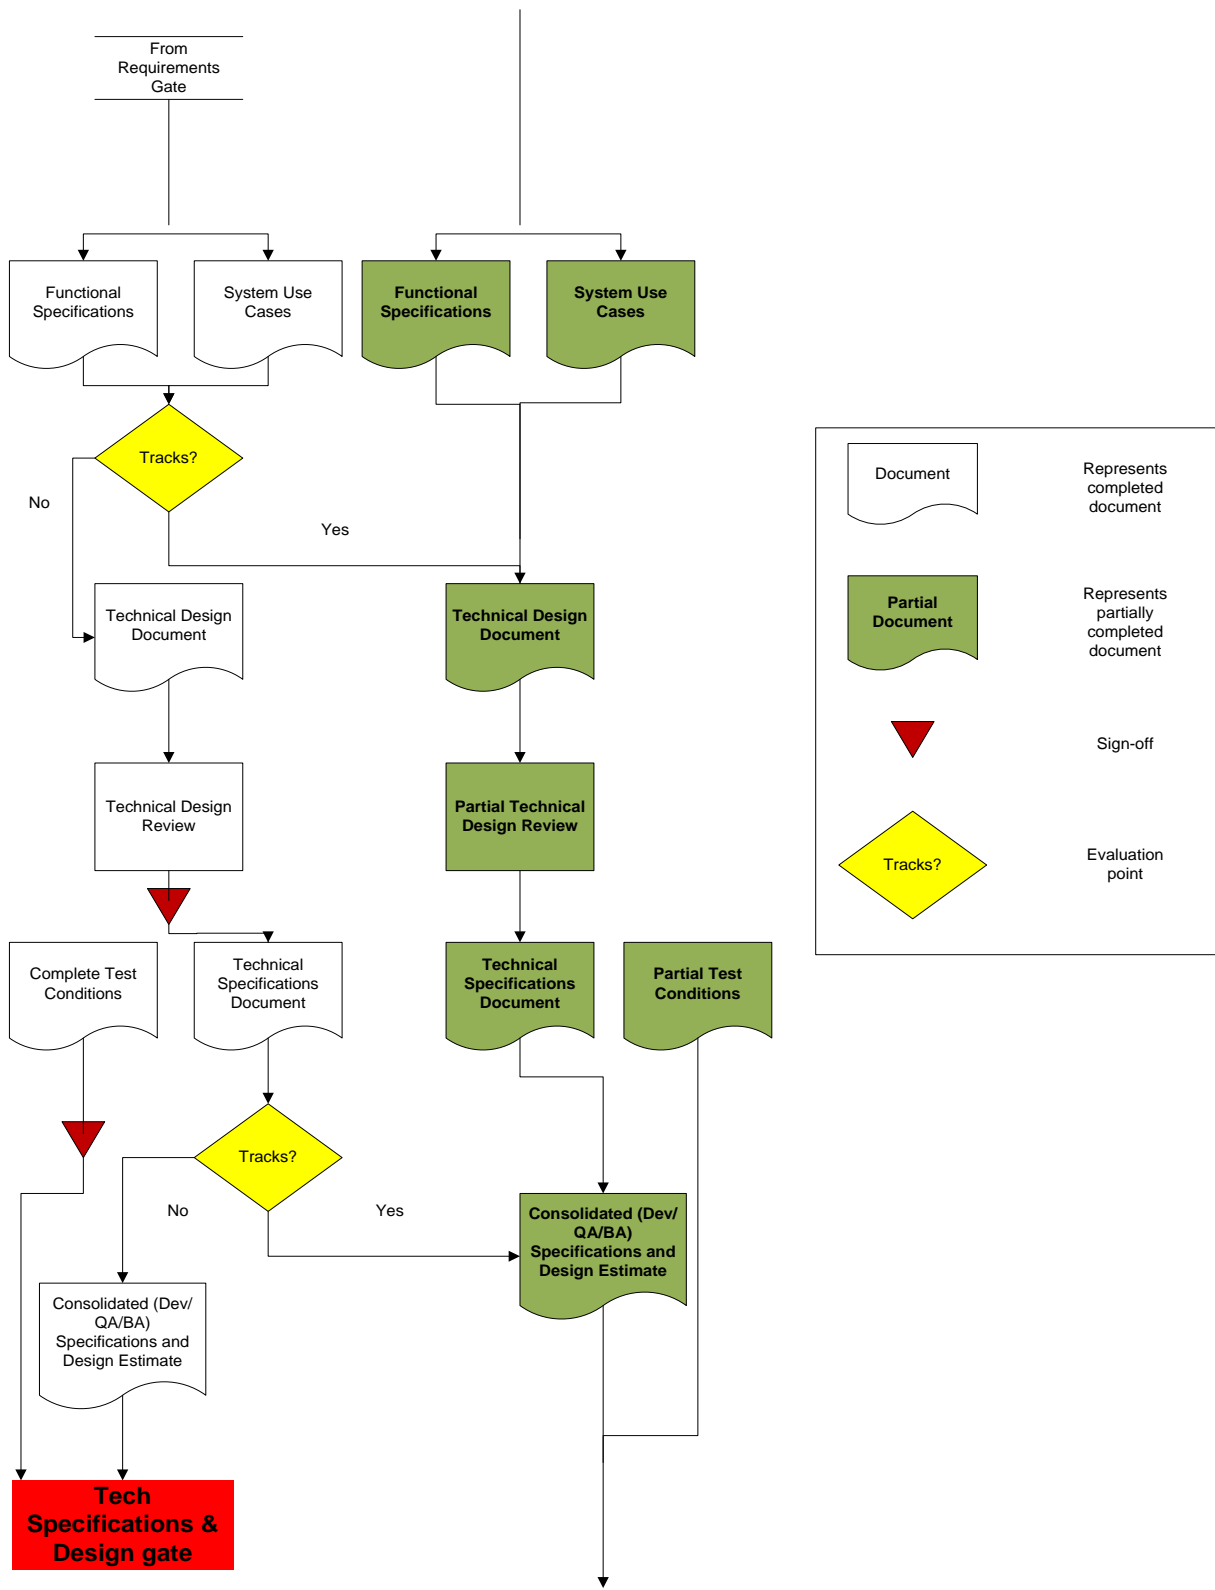 From
Requirements
Gate
Functional
Specifications
System Use
Cases
Functional
Specifications
System Use
Cases
Tracks?
No
Yes
Technical Design
Document
Technical Design
Document
Technical Design
Review
Partial Technical
Design Review
Complete Test
Conditions
Technical
Specifications
Document
Technical
Specifications
Document
Partial Test
Conditions
Tracks?
No
Yes
Consolidated (Dev/
QA/BA)
Specifications and
Design Estimate
Consolidated (Dev/
QA/BA)
Specifications and
Design Estimate
Tech
Specifications &
Design gate
Document
Represents
completed
document
Partial
Document
Represents
partially
completed
document
Sign-off
Tracks?
Evaluation
point